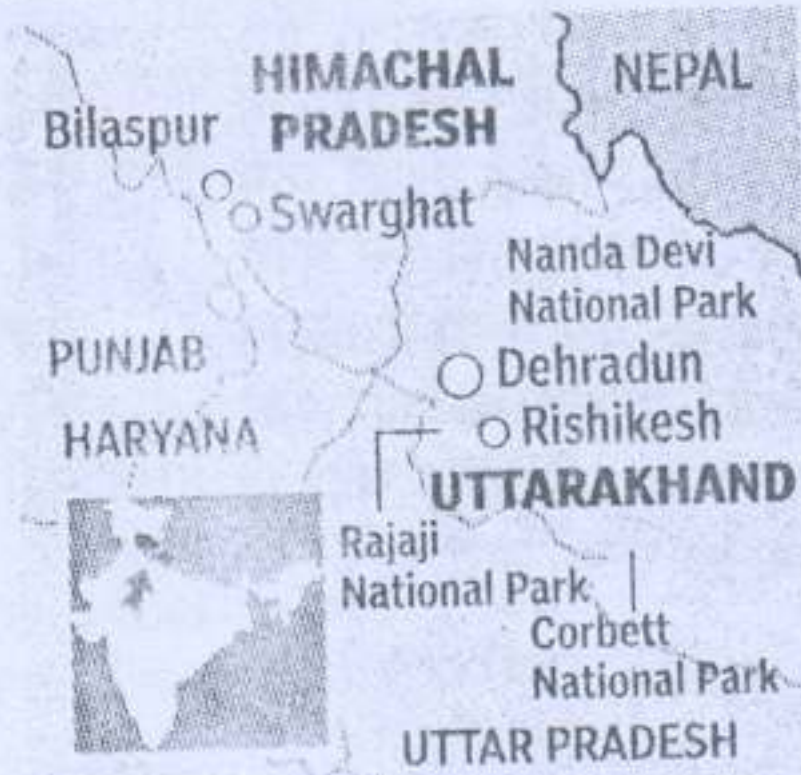 HIMACHAL
PRADESH
NEPAL
Bilaspur
Swarghat
Nanda Devi
National Park
PUNJAB
Dehradun
HARYANA
Rishikesh
UTTARAKHAND
Rajaji
National Park
Corbett
National Park
UTTAR PRADESH